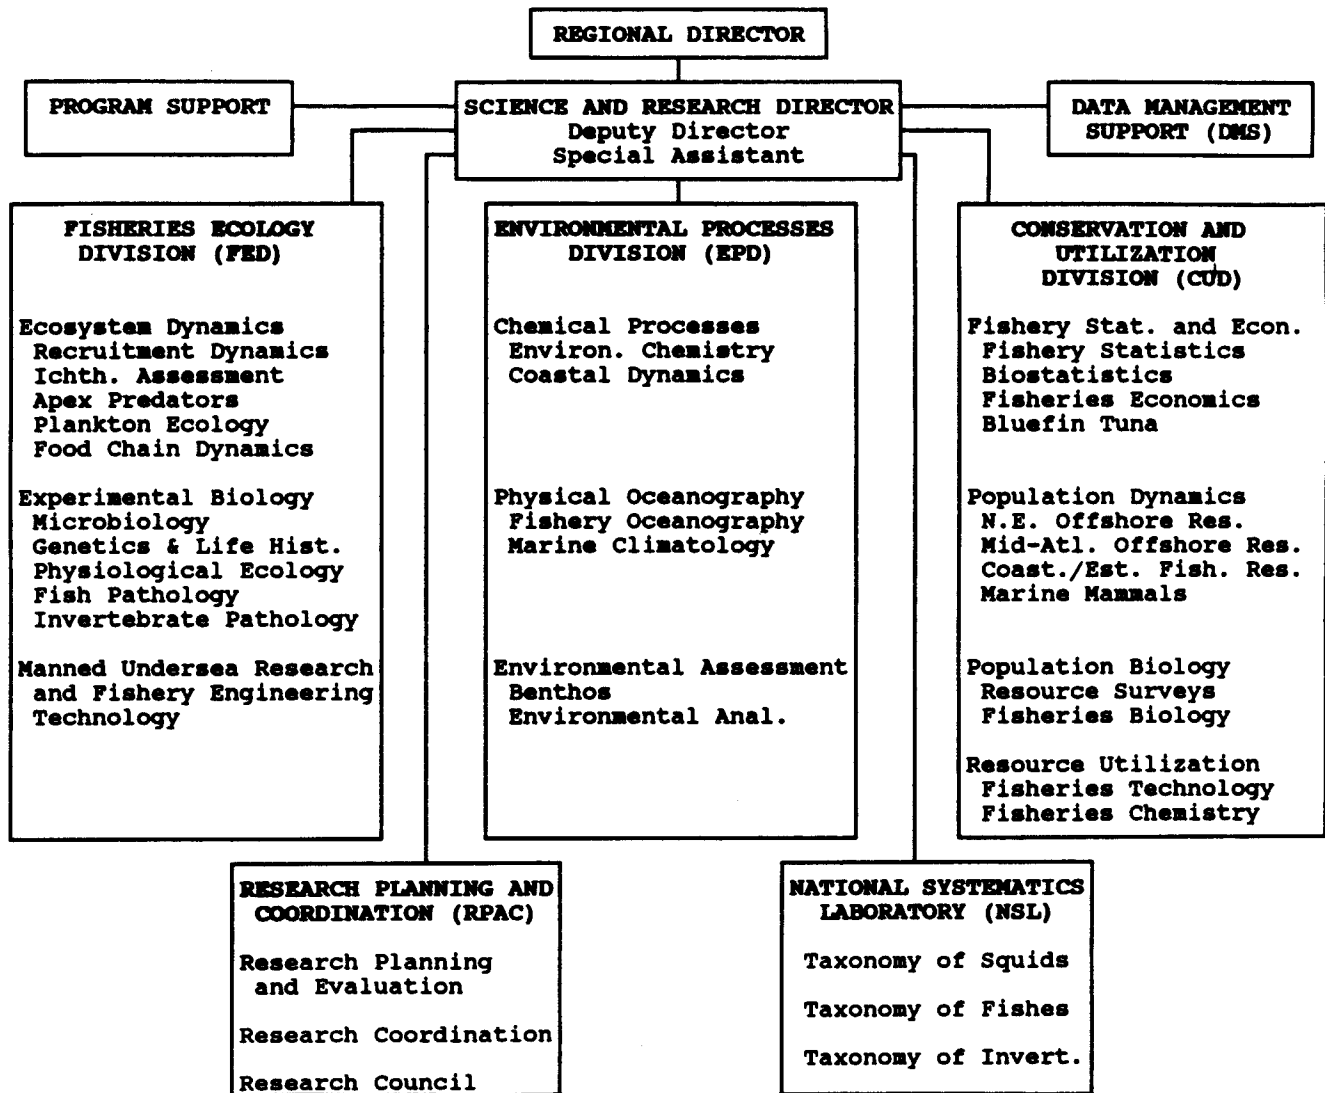 REGIONAL DIRECTOR
PROGRAM SUPPORT
SCIENCE AND RESEARCH DIRECTOR
Deputy Director
Special Assistant
DATA MANAGEMENT
SUPPORT (DMS)
FISHERIES ECOLOGY
DIVISION (FED)
Ecosystem Dynamics
Recruitment Dynamics
Ichth. Assessment
Apex Predators
Plankton Ecology
Food Chain Dynamics
Experimental Biology
Microbiology
Genetics & Life Hist.
Physiological Ecology
Fish Pathology
Invertebrate Pathology
Manned Undersea Research
and Fishery Engineering
Technology
ENVIRONMENTAL PROCESSES
DIVISION (EPD)
Chemical Processes
Environ. Chemistry
Coastal Dynamics
Physical Oceanography
Fishery Oceanography
Marine Climatology
Environmental Assessment
Benthos
Environmental Anal.
CONSERVATION AND
UTILIZATION
DIVISION (CUD)
Fishery Stat. and Econ.
Fishery Statistics
Biostatistics
Fisheries Economics
Bluefin Tuna
Population Dynamics
N.E. Offshore Res.
Mid-Atl. Offshore Res.
Coast./Est. Fish. Res.
Marine Mammals
Population Biology
Resource Surveys
Fisheries Biology
Resource Utilization
Fisheries Technology
Fisheries Chemistry
RESEARCH PLANNING AND
COORDINATION (RPAC)
Research Planning
and Evaluation
Research Coordination
Research Council
NATIONAL SYSTEMATICS
LABORATORY (NSL)
Taxonomy of Squids
Taxonomy of Fishes
Taxonomy of Invert.